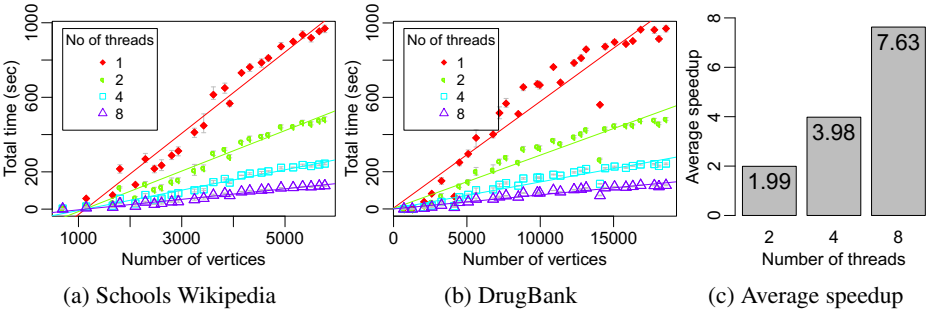 Total time (sec)
1000
600
200
0
No of threads
1
2
4
8
1000 3000 5000
Number of vertices
(a) Schools Wikipedia
Total time (sec)
1000
600
200
0
No of threads
1
2
4
8
0 5000 10000 15000
Number of vertices
(b) DrugBank
Average speedup
8
6
4
2
0
1.99
3.98
7.63
2 4 8
Number of threads
(c) Average speedup